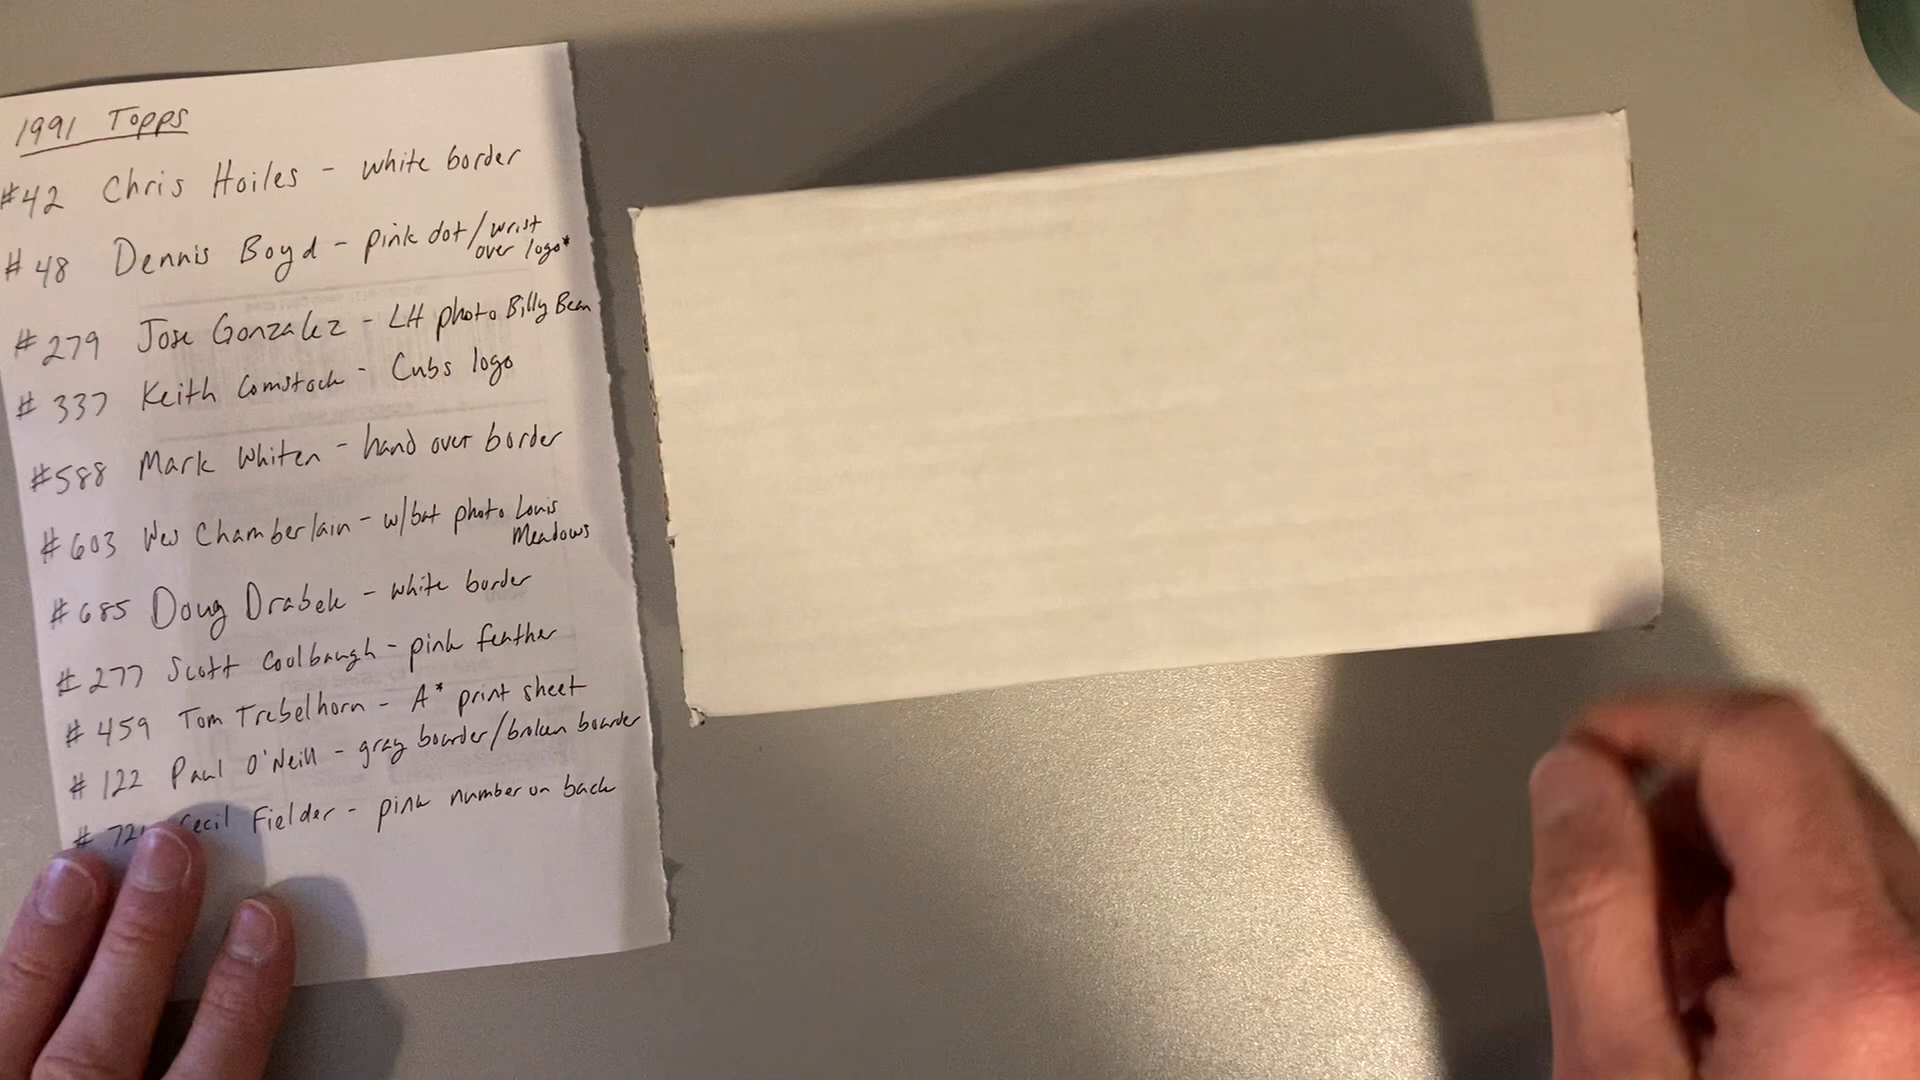 1991 Topps
#42 Chris Hoiles - white border
#48 Dennis Boyd - pink dot/wrist
over logo*
#279 Jose Gonzalez - LH photo Billy Bean
#337 Keith Comstock - Cubs logo
#588 Mark Whiten - hand over border
#603 Wes Chamberlain - w/bat photo Louis
Meadows
#685 Doug Drabek - white border
#277 Scott Coolbaugh - pink feather
#459 Tom Trebelhorn - A* print sheet
#122 Paul O'Neill - gray boarder/broken boarder
# Cecil Fielder - pink number on back